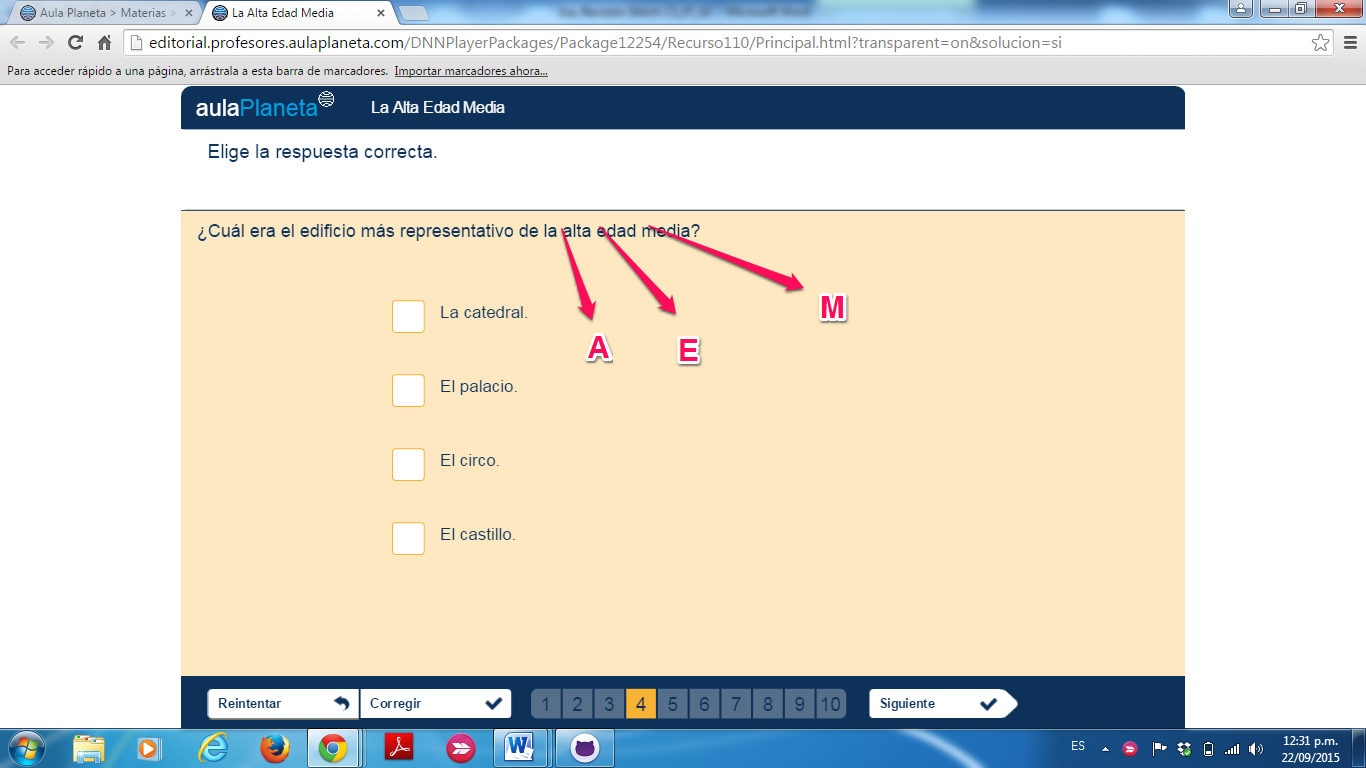 Aula Planeta > Materias >
La Alta Edad Media
editorial.profesores.aulaplaneta.com/DNNPlayerPackages/Package12254/Recurso110/Principal.html?transparent=on&solucion=si
Para acceder rápido a una página, arrástrala a esta barra de marcadores. Importar marcadores ahora...
aulaPlaneta La Alta Edad Media
Elige la respuesta correcta.
¿Cuál era el edificio más representativo de la alta edad media?
La catedral.
M
A
E
El palacio.
El circo.
El castillo.
Reintentar Corregir 1 2 3 4 5 6 7 8 9 10 Siguiente
ES 12:31 p.m.
22/09/2015